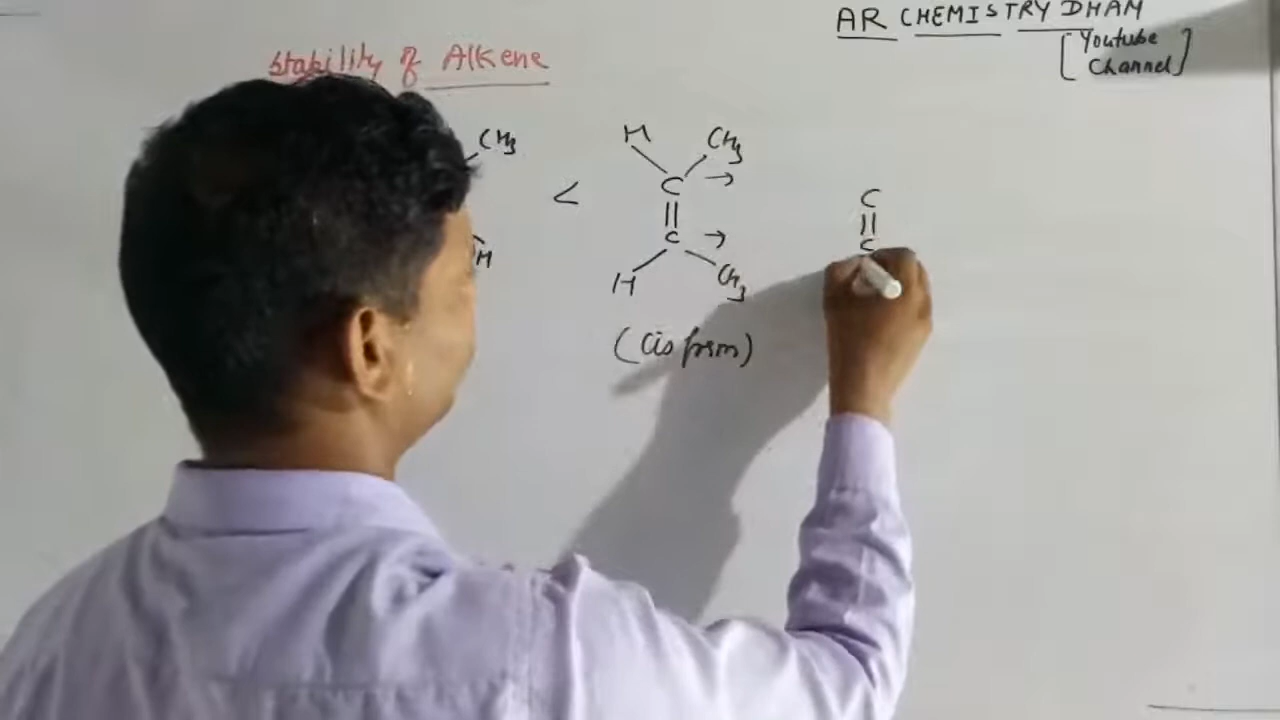 AR CHEMISTRY DHAM
[Youtube
Channel]
Stability of Alkene
CH3
H
<
H CH3
C →
||
C →
H CH3
(Cis form)
C
||
C